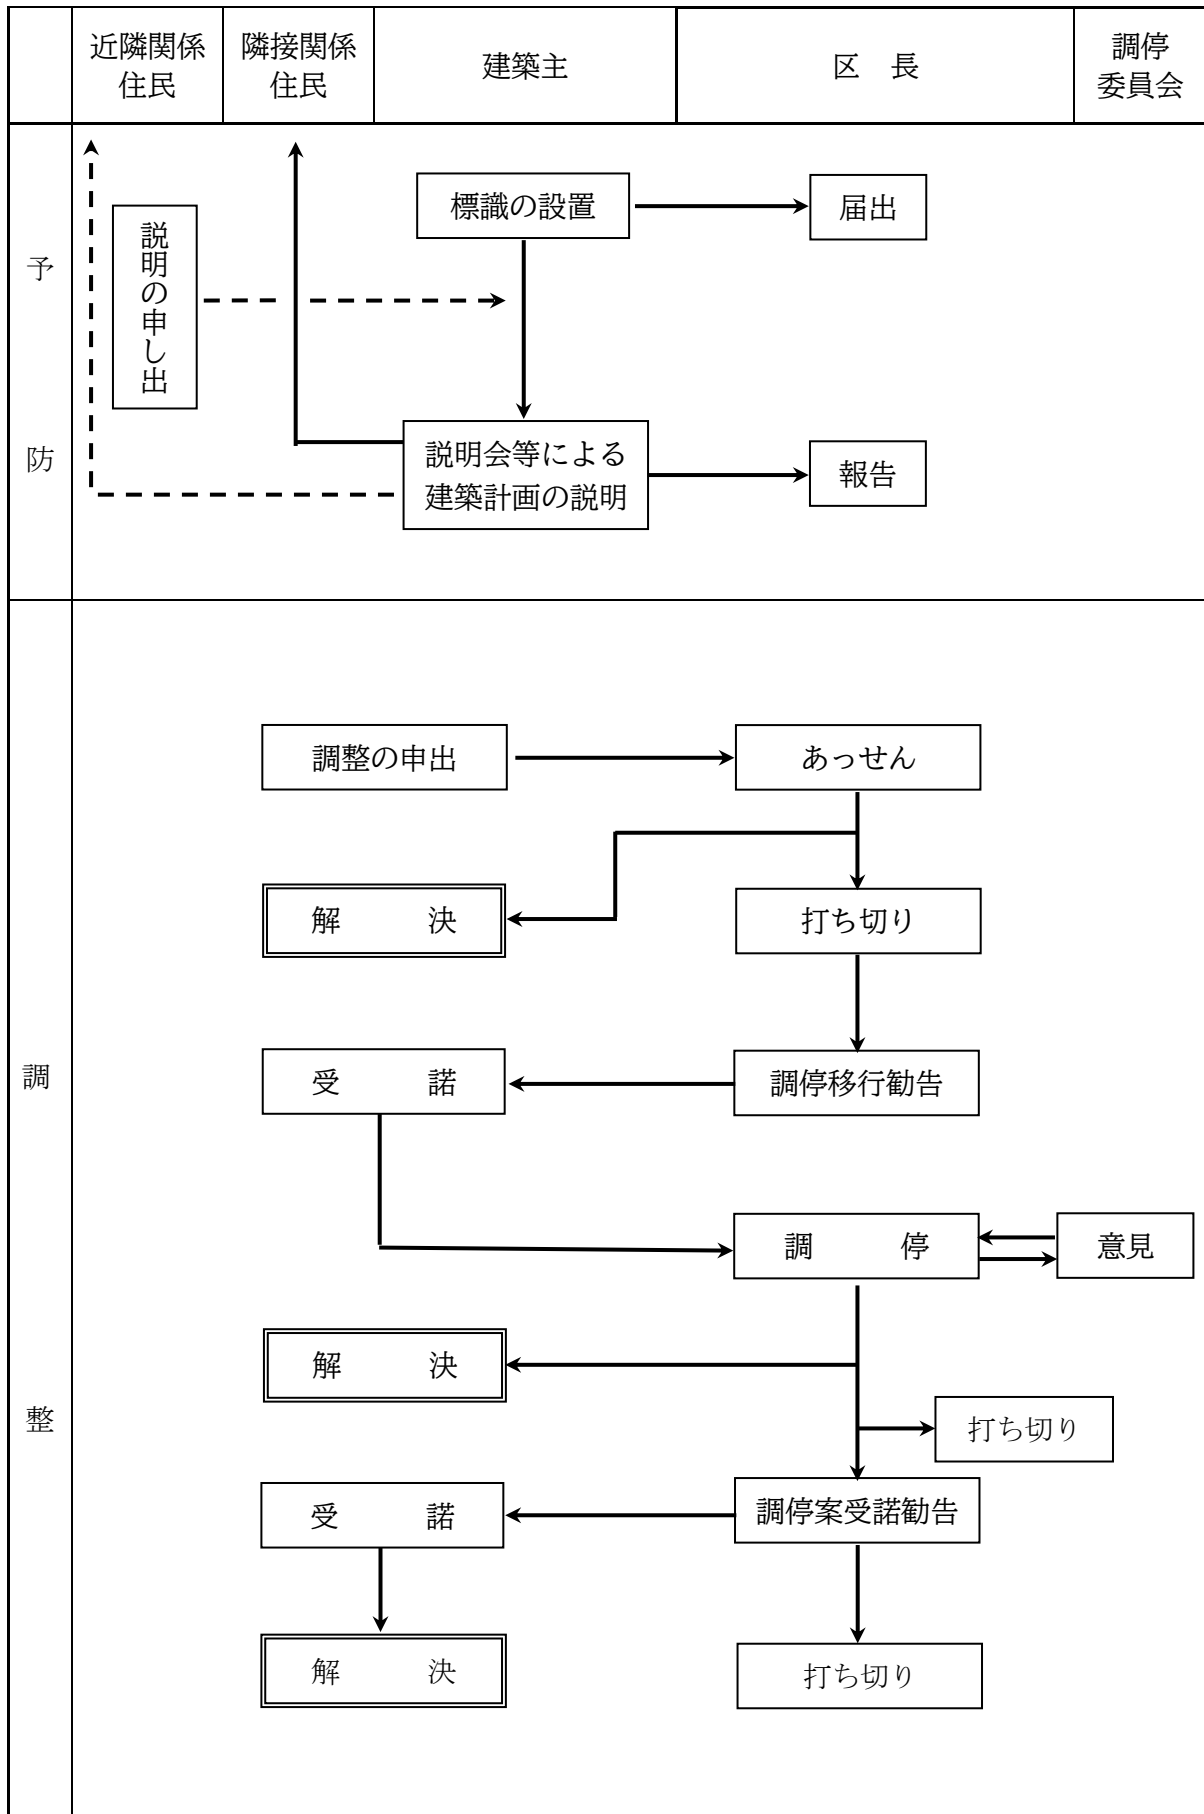 近隣関係
住民
隣接関係
住民
建築主
区　長
調停
委員会
予
防
標識の設置
届出
説明の申し出
説明会等による
建築計画の説明
報告
調
整
調整の申出
あっせん
解　　　決
打ち切り
受　　　諾
調停移行勧告
調　　　停
意見
解　　　決
打ち切り
受　　　諾
調停案受諾勧告
解　　　決
打ち切り